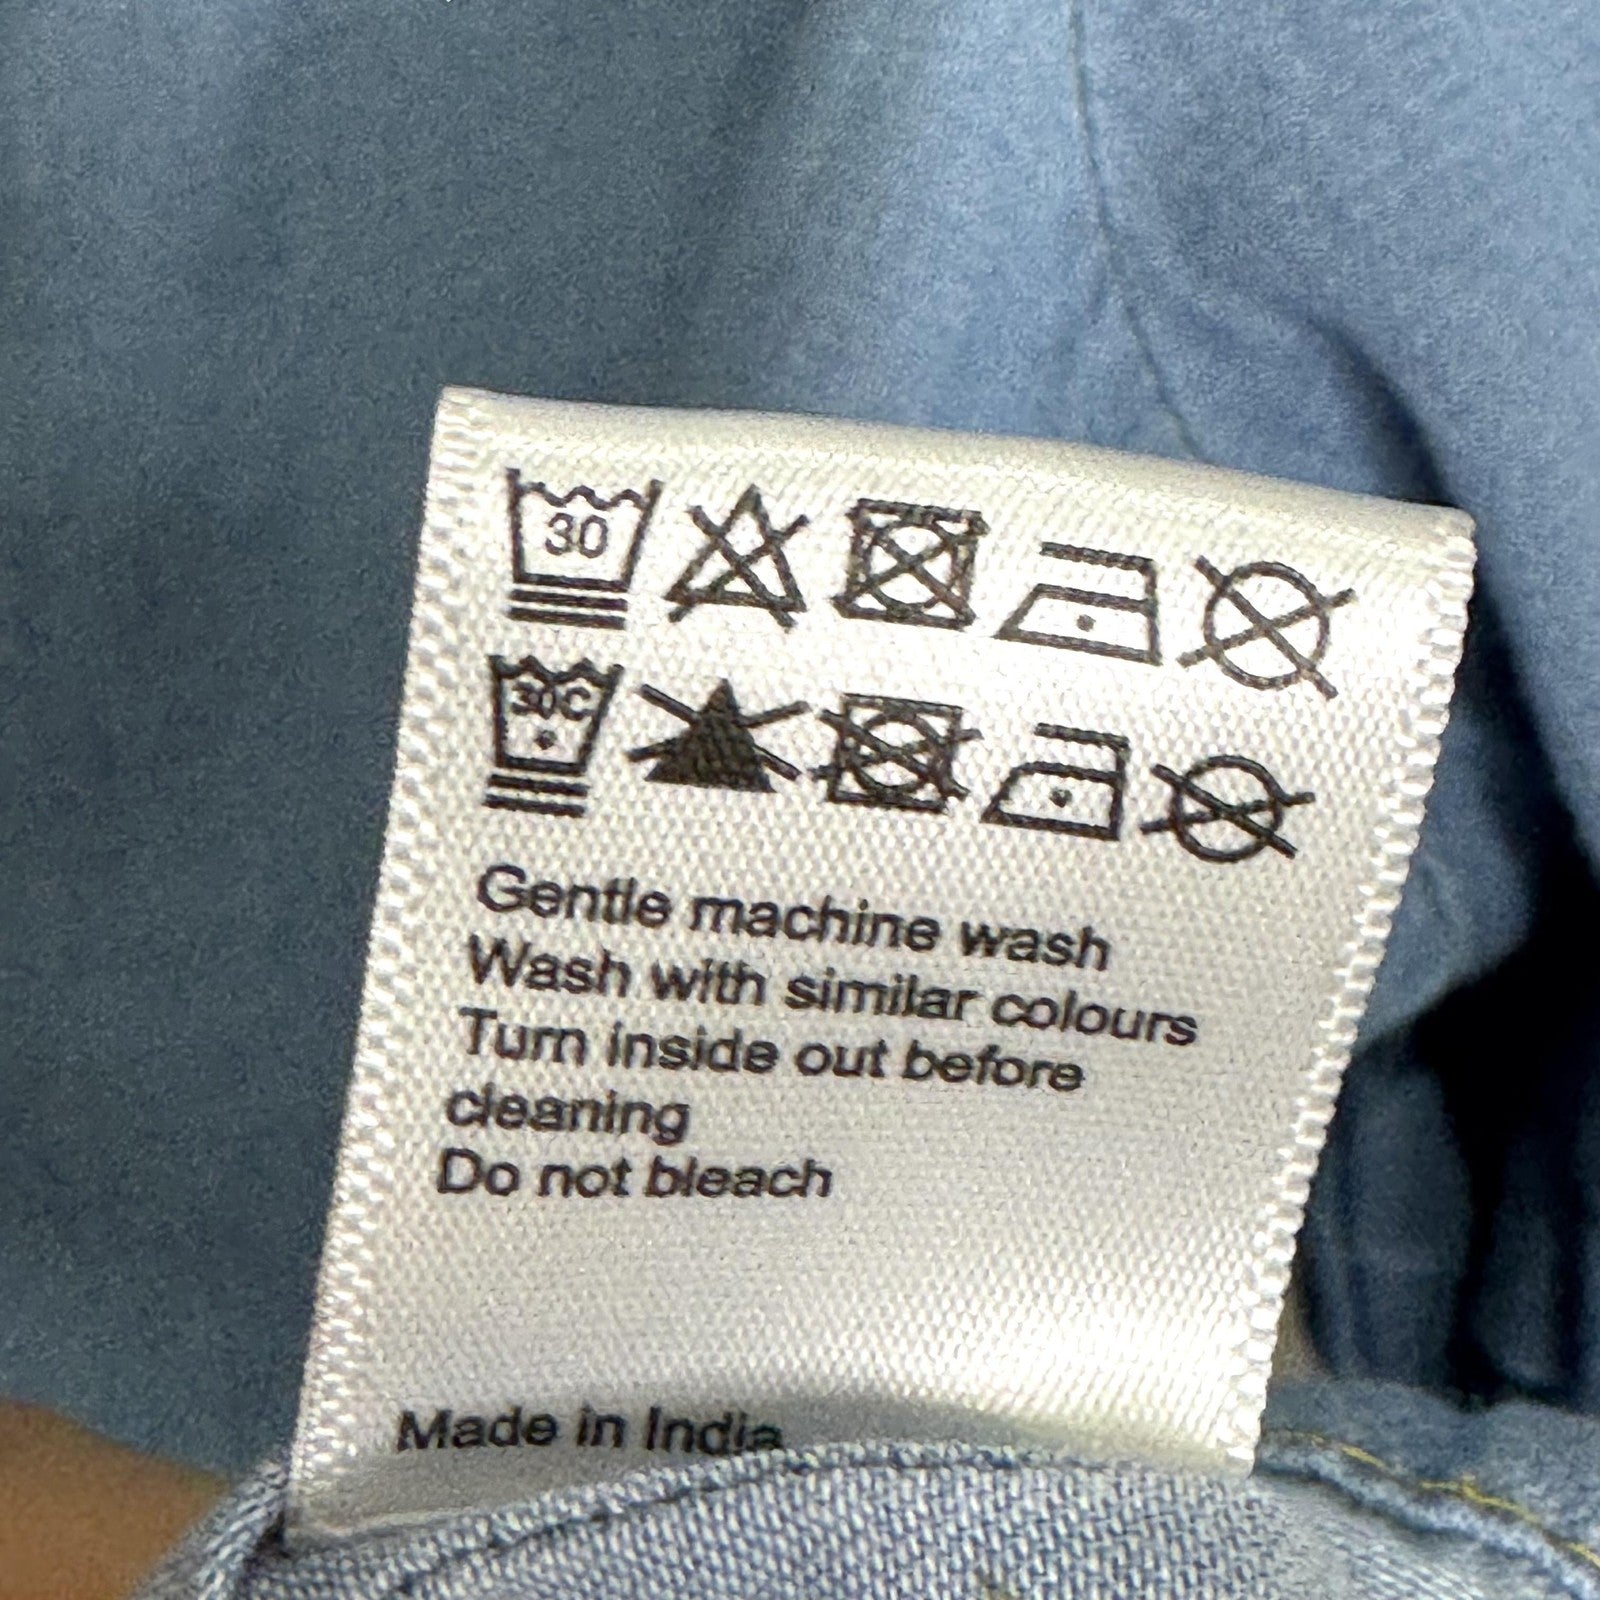 30
30C
Gentle machine wash
Wash with similar colours
Turn inside out before
cleaning
Do not bleach
Made in India